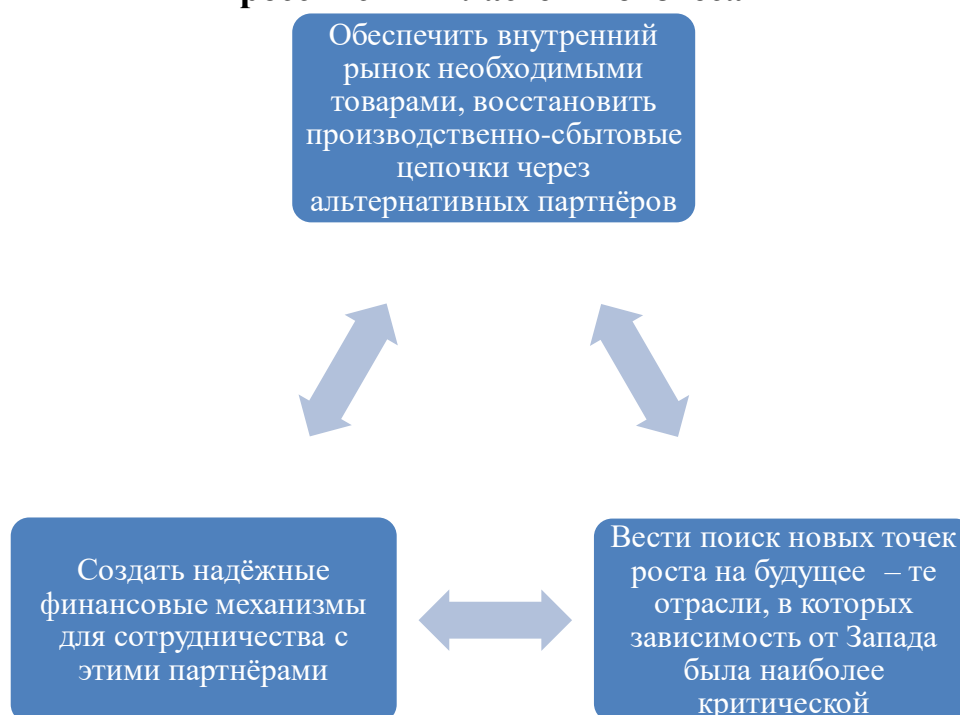 Обеспечить внутренний
рынок необходимыми
товарами, восстановить
производственно-сбытовые
цепочки через
альтернативных партнёров
Создать надёжные
финансовые механизмы
для сотрудничества с
этими партнёрами
Вести поиск новых точек
роста на будущее – те
отрасли, в которых
зависимость от Запада
была наиболее
критической